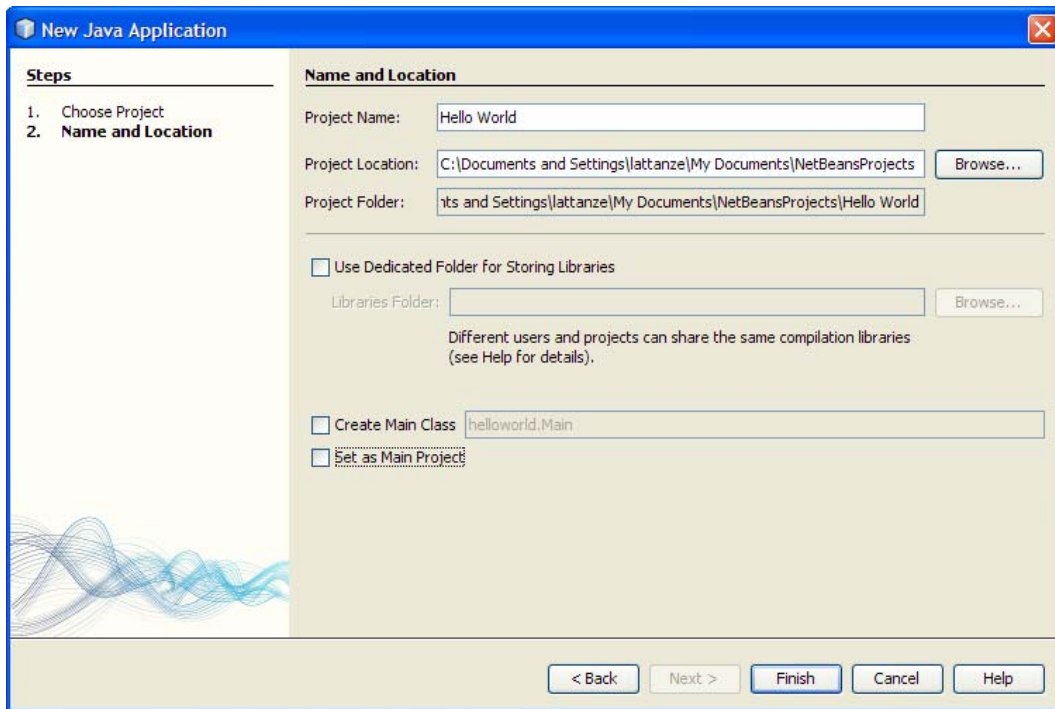 New Java Application
Steps
1. Choose Project
2. Name and Location
Name and Location
Project Name: Hello World
Project Location: C:\Documents and Settings\lattanze\My Documents\NetBeansProjects Browse...
Project Folder: nts and Settings\lattanze\My Documents\NetBeansProjects\Hello World
Use Dedicated Folder for Storing Libraries
Libraries Folder: Browse...
Different users and projects can share the same compilation libraries
(see Help for details).
Create Main Class helloworld.Main
Set as Main Project
< Back Next > Finish Cancel Help